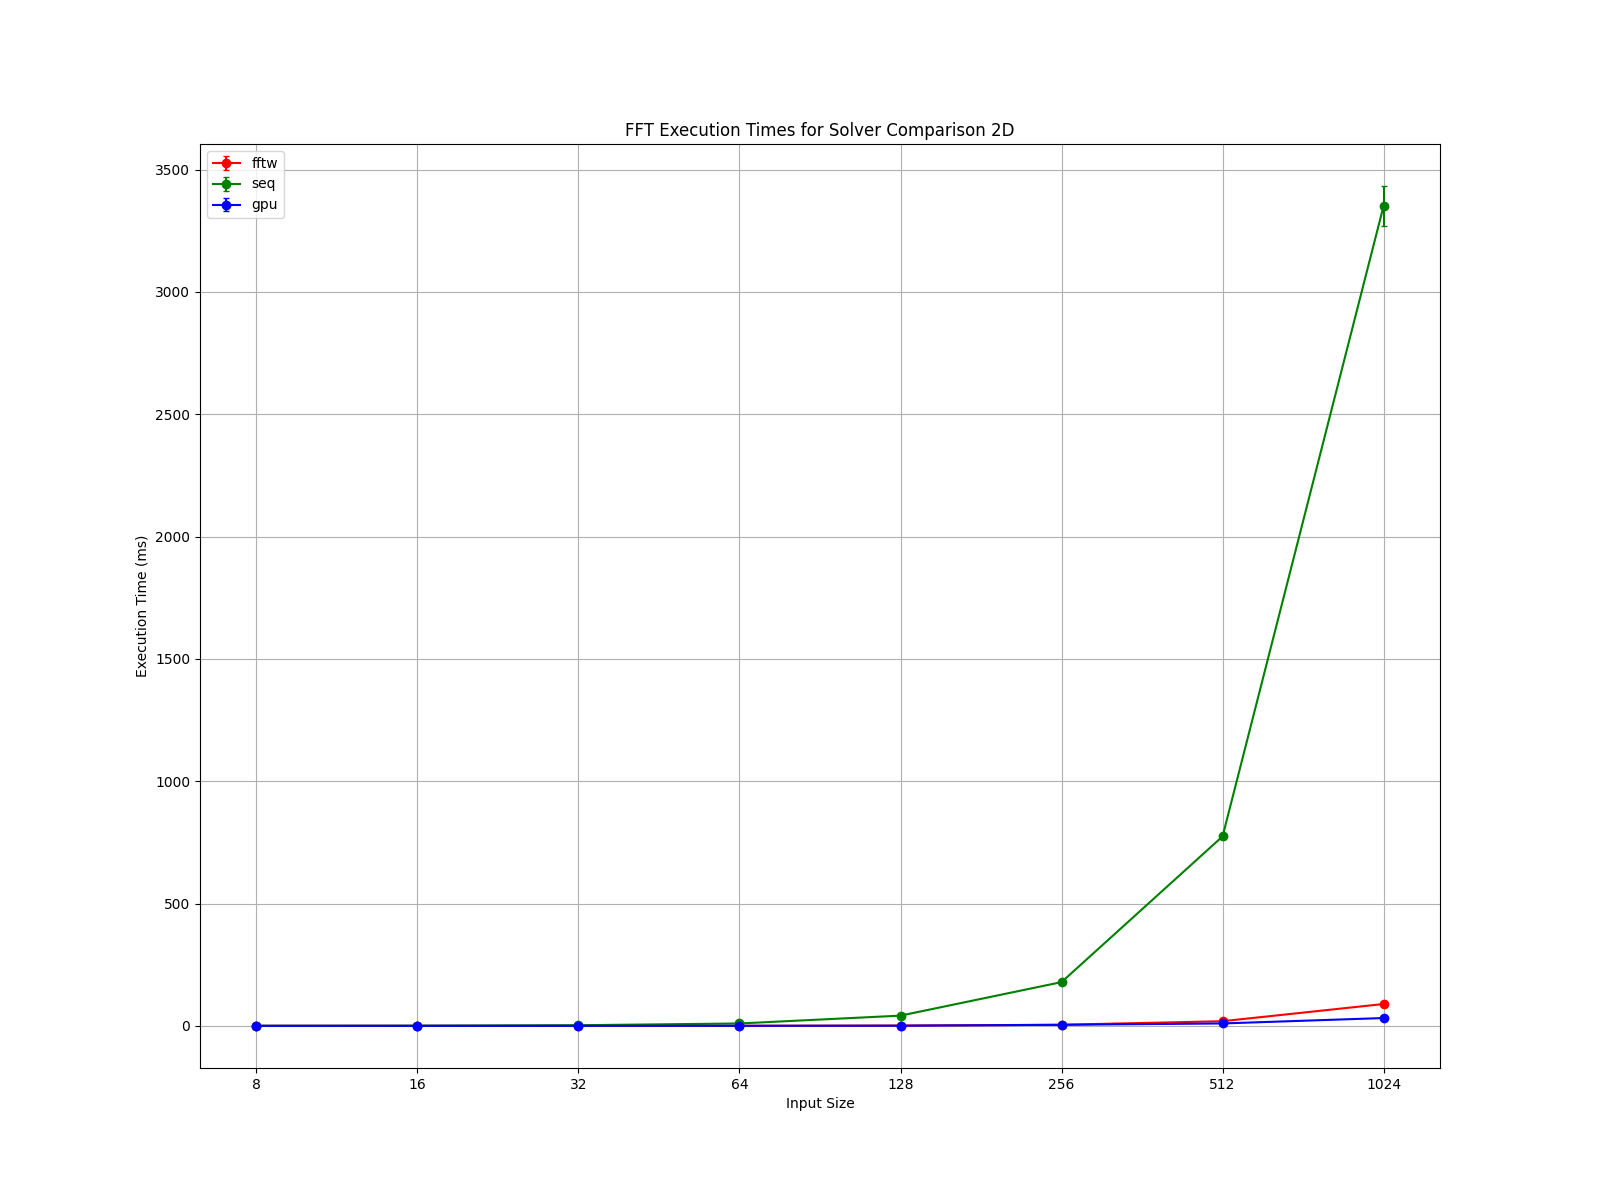 FFT Execution Times for Solver Comparison 2D
fftw
seq
gpu
3500
3000
2500
2000
1500
1000
500
0
Execution Time (ms)
8 16 32 64 128 256 512 1024
Input Size